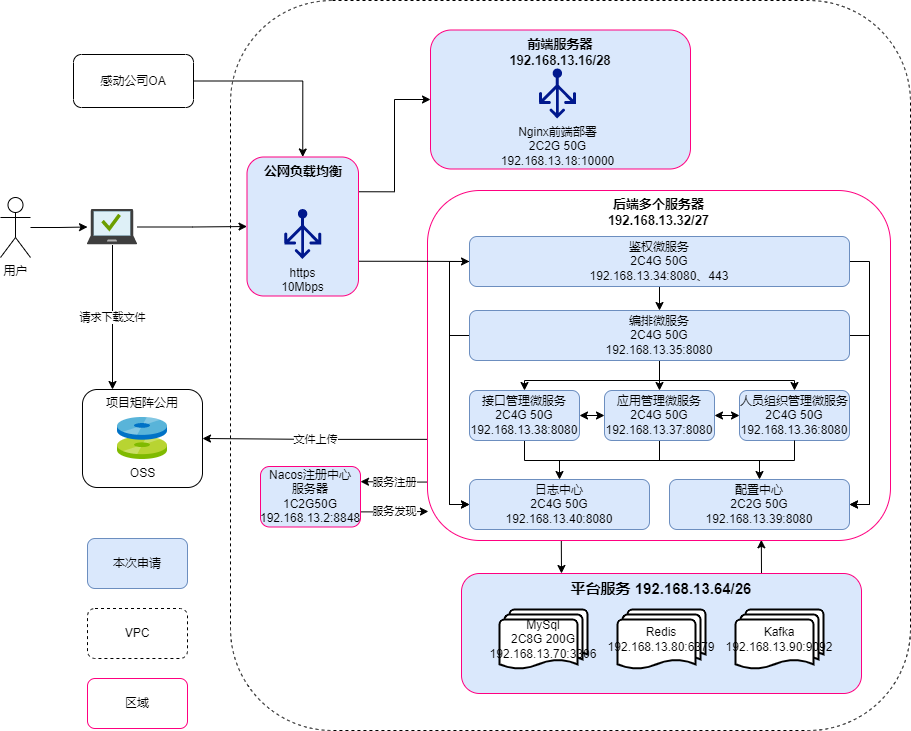 感动公司OA
前端服务器
192.168.13.16/28
Nginx前端部署
2C2G 50G
192.168.13.18:10000
公网负载均衡
https
10Mbps
用户
请求下载文件
项目矩阵公用
OSS
后端多个服务器
192.168.13.32/27
鉴权微服务
2C4G 50G
192.168.13.34:8080、443
编排微服务
2C4G 50G
192.168.13.35:8080
接口管理微服务
2C4G 50G
192.168.13.38:8080
应用管理微服务
2C4G 50G
192.168.13.37:8080
人员组织管理微服务
2C4G 50G
192.168.13.36:8080
文件上传
Nacos注册中心
服务器
1C2G50G
192.168.13.2:8848
服务注册
服务发现
日志中心
2C4G 50G
192.168.13.40:8080
配置中心
2C2G 50G
192.168.13.39:8080
平台服务 192.168.13.64/26
MySql
2C8G 200G
192.168.13.70:3306
Redis
192.168.13.80:6379
Kafka
192.168.13.90:9092
本次申请
VPC
区域